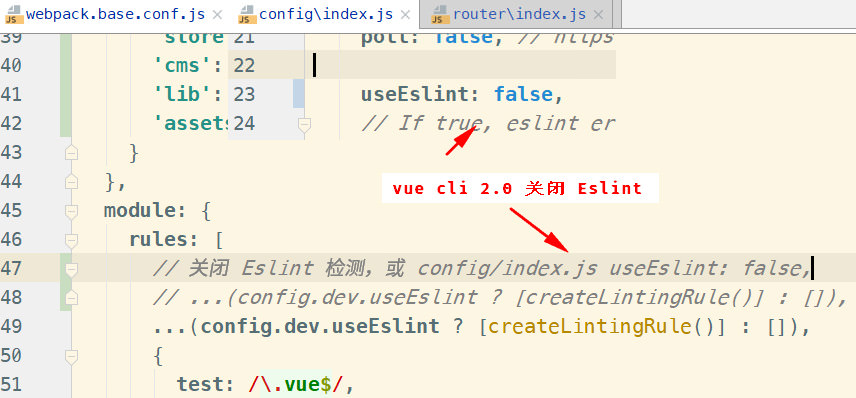 webpack.base.conf.js config\index.js router\index.js
39 'store 21 poll: false, // https
40 'cms': 22
41 'lib': 23 useEslint: false,
42 'assets 24 // If true, eslint er
43 }
44 },
vue cli 2.0 关闭 Eslint
45 module: {
46 rules: [
47 // 关闭 Eslint 检测，或 config/index.js useEslint: false,
48 // ...(config.dev.useEslint ? [createLintingRule()] : []),
49 ...(config.dev.useEslint ? [createLintingRule()] : []),
50 {
51 test: /\.vue$/,